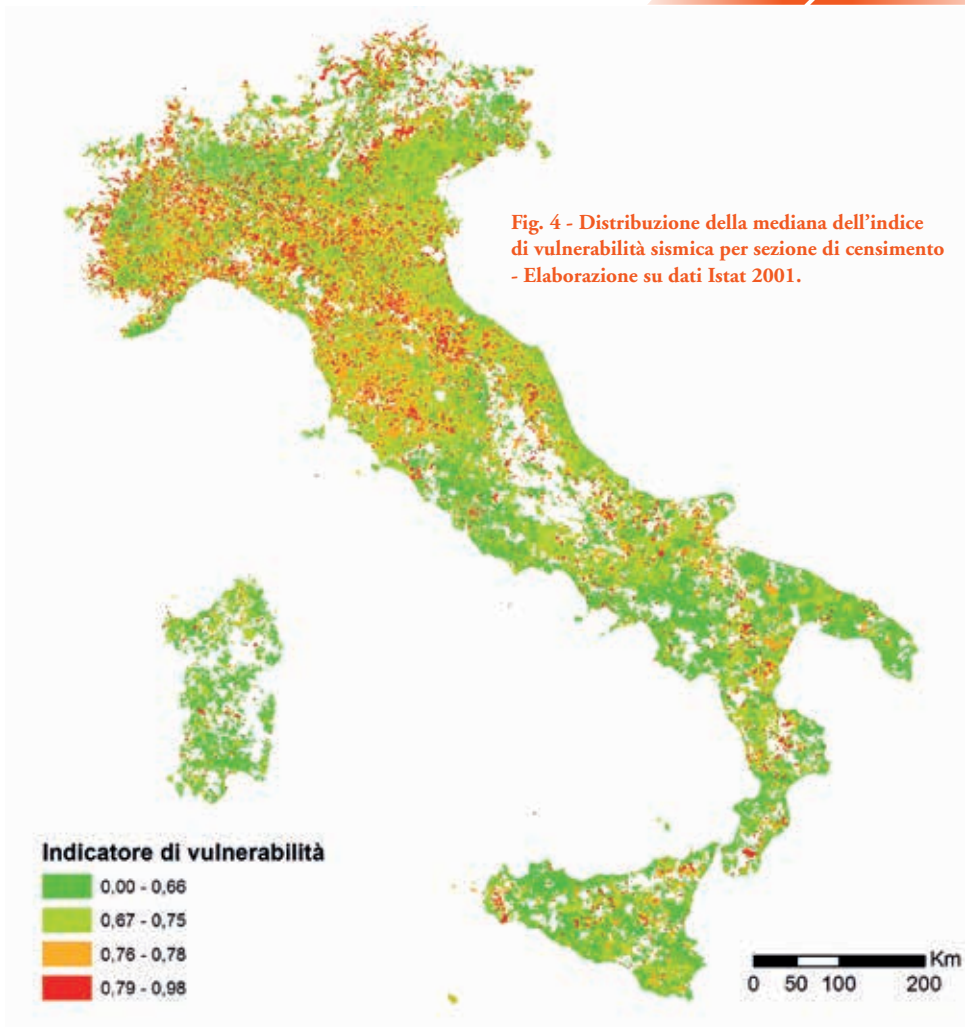 Fig. 4 - Distribuzione della mediana dell’indice
di vulnerabilità sismica per sezione di censimento
- Elaborazione su dati Istat 2001.
Indicatore di vulnerabilità
0,00 - 0,66
0,67 - 0,75
0,76 - 0,78
0,79 - 0,98
Km
0 50 100 200